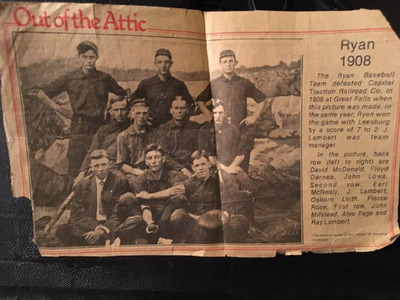 Out of the Attic
Ryan
1908
The Ryan Baseball
Team defeated Capital
Traction Railroad Co. in
1908 at Great Falls when
this picture was made. In
the same year, Ryan won
the game with Leesburg
by a score of 7 to 2. J.
Lambert was team
manager.
In the picture, back
row (left to right) are
David McDonald, Floyd
Darnes, John Lowe.
Second row, Earl
McNealy, J. Lambert,
Osborn Leith, Pierce
Rose. First row, John
Milstead, Alec Page and
Ray Lambert.